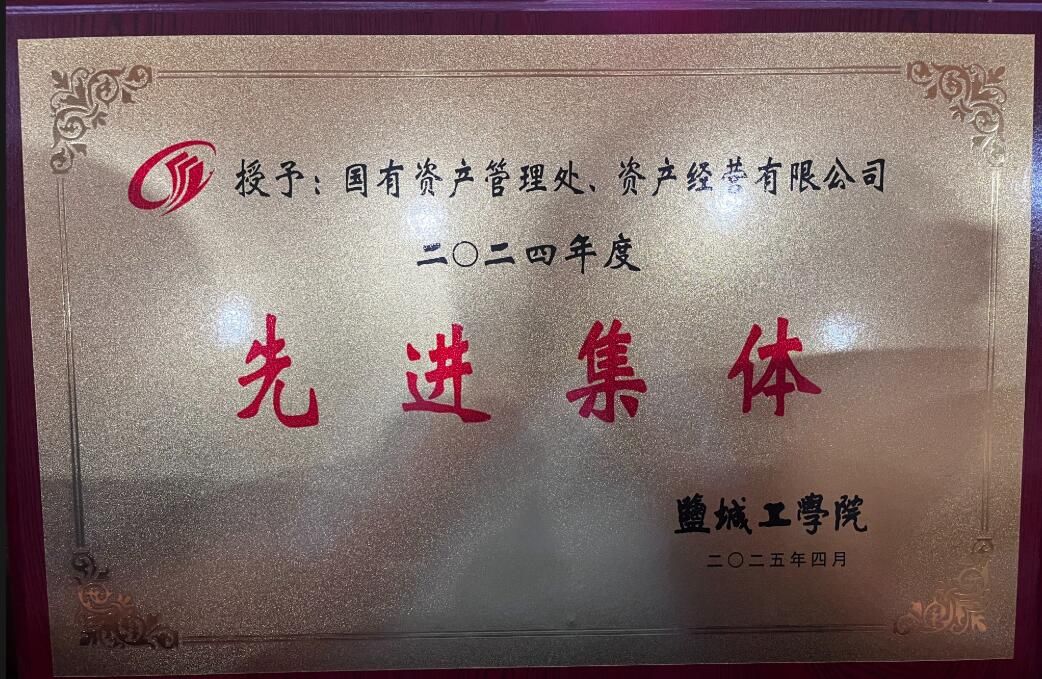 授予：国有资产管理处、资产经营有限公司
二〇二四年度
先进集体
鹽城工學院
二〇二五年四月